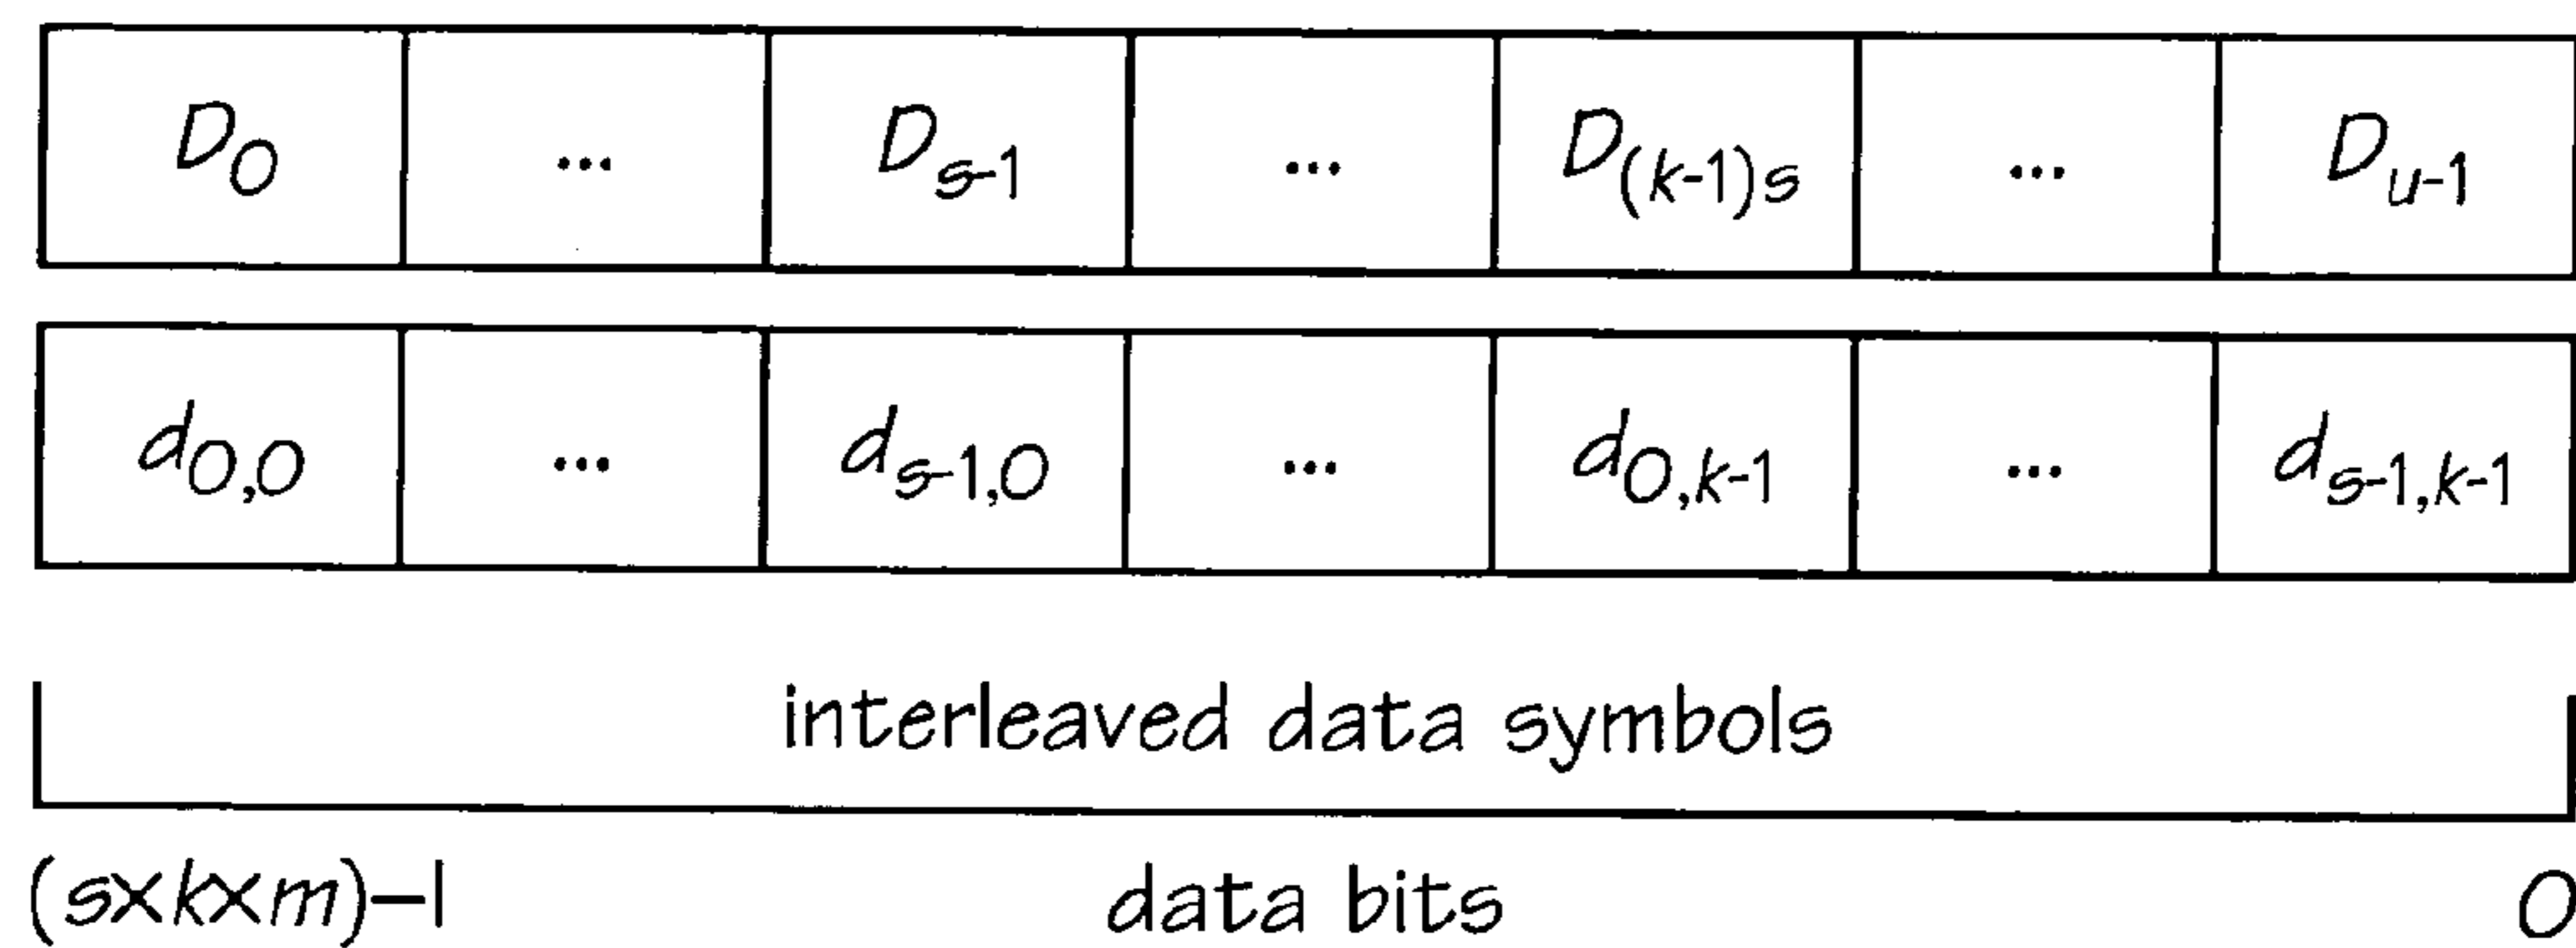 D0 ... Ds-1 ... D(k-1)s ... Du-1
d0,0 ... ds-1,0 ... d0,k-1 ... ds-1,k-1
interleaved data symbols
(s×k×m)–1 data bits 0